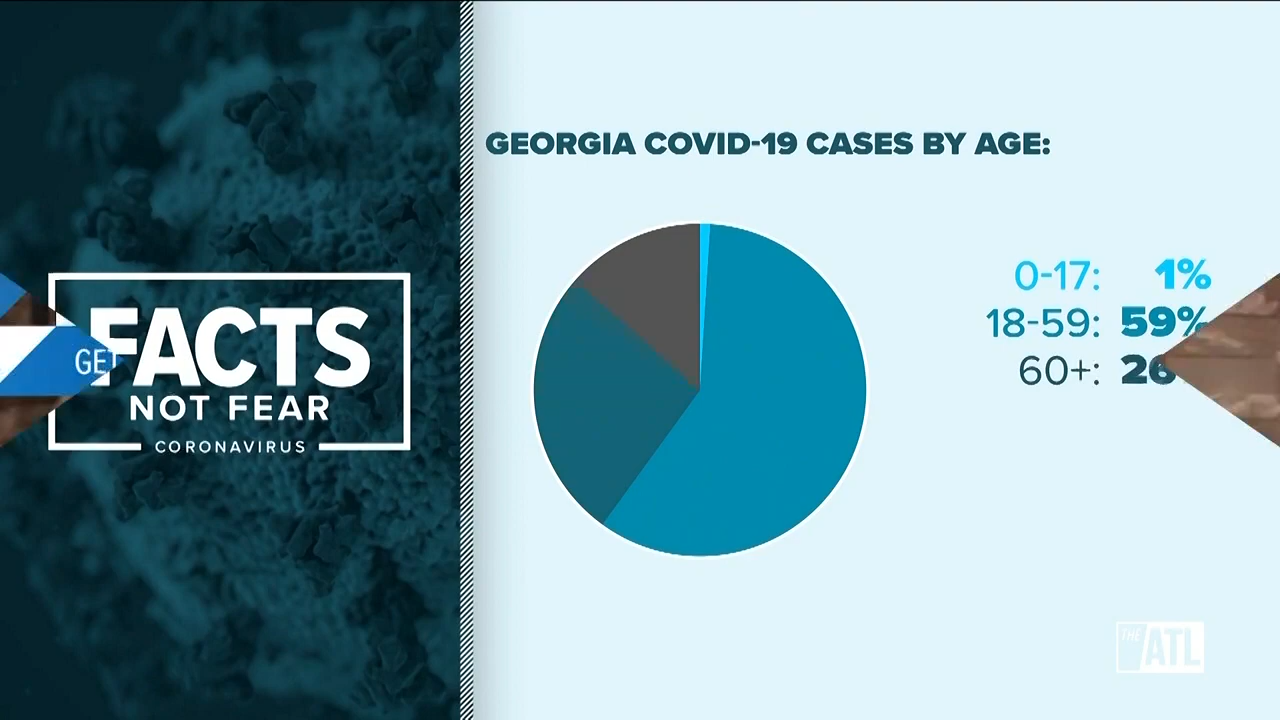 GEORGIA COVID-19 CASES BY AGE:
0-17: 1%
18-59: 59%
60+: 26
GET
FACTS
NOT FEAR
CORONAVIRUS
THE ATL